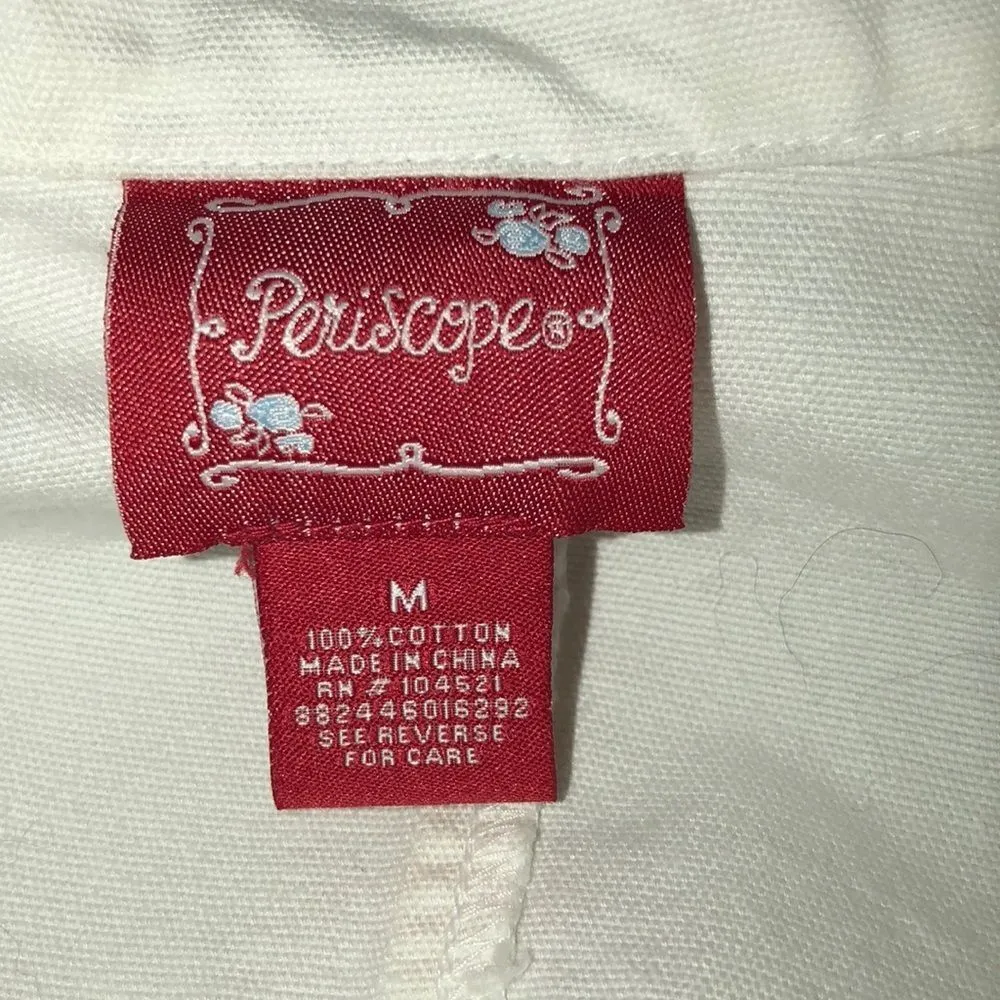 Periscope®
M
100% COTTON
MADE IN CHINA
RN # 104521
882446016292
SEE REVERSE
FOR CARE